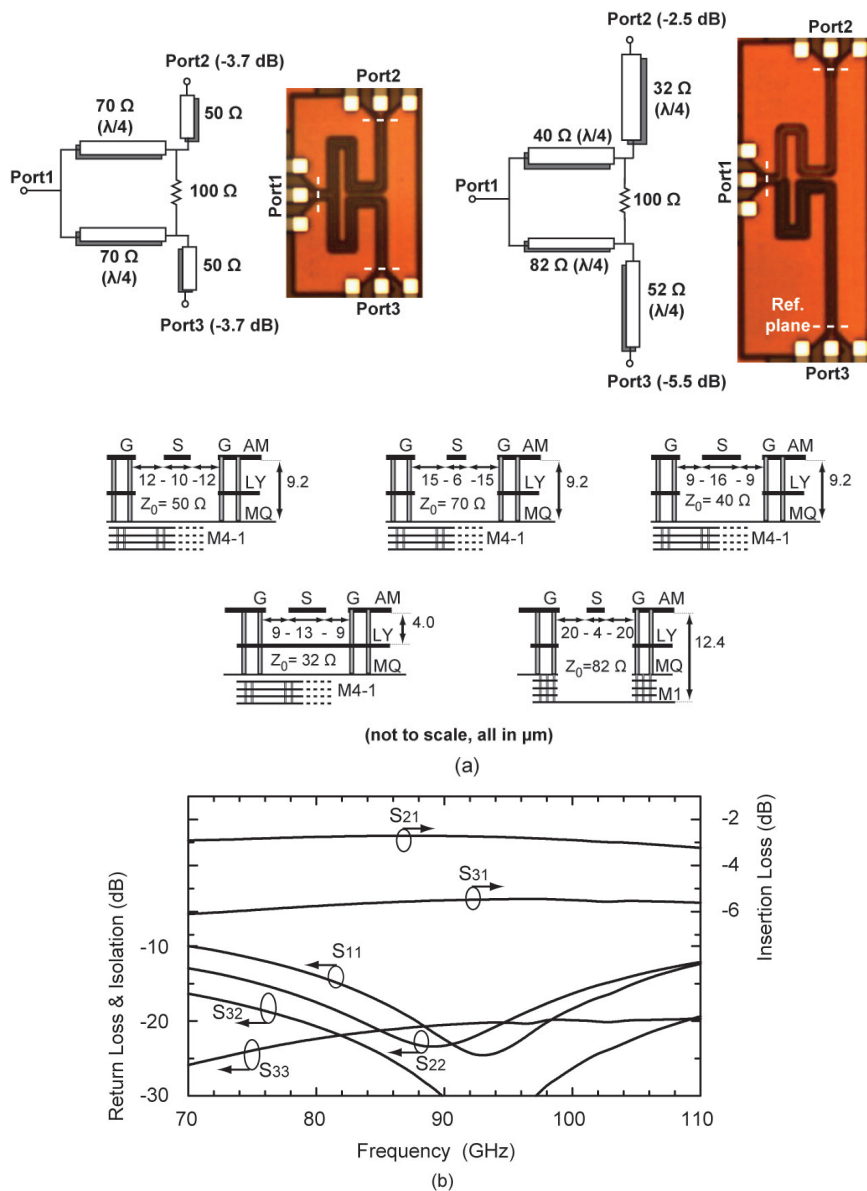 Port2 (-3.7 dB)
70 Ω
(λ/4)
50 Ω
Port1
100 Ω
70 Ω
(λ/4)
50 Ω
Port3 (-3.7 dB)
Port2
Port1
Port3
Port2 (-2.5 dB)
32 Ω
(λ/4)
40 Ω (λ/4)
Port1
100 Ω
82 Ω (λ/4)
52 Ω
(λ/4)
Port3 (-5.5 dB)
Port2
Port1
Ref.
plane
Port3
G S G AM
12 - 10 - 12 LY 9.2
Z0= 50 Ω MQ
M4-1
G S G AM
15 - 6 -15 LY 9.2
Z0= 70 Ω MQ
M4-1
G S G AM
9 - 16 - 9 LY 9.2
Z0= 40 Ω MQ
M4-1
G S G AM
9 - 13 - 9 LY 4.0
Z0= 32 Ω MQ
M4-1
G S G AM
20 - 4 - 20 LY 12.4
Z0=82Ω MQ
M1
(not to scale, all in μm)
(a)
Return Loss & Isolation (dB)
-10
-20
-30
S21
S31
S11
S32
S33
S22
-2
-4
-6
Insertion Loss (dB)
70 80 90 100 110
Frequency (GHz)
(b)